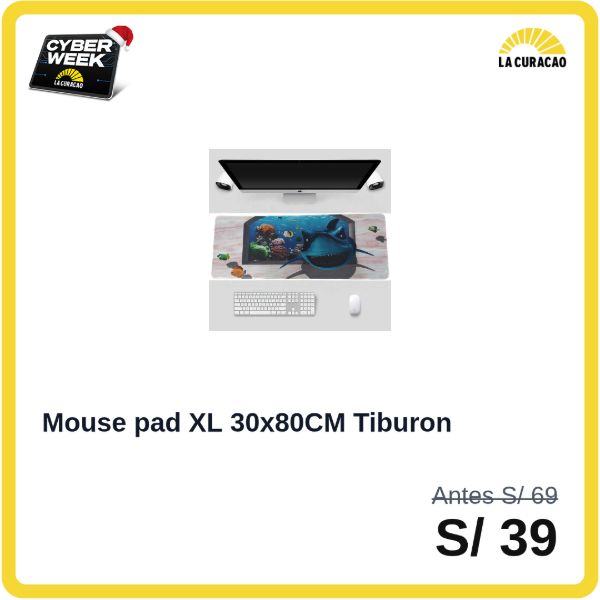 CYBER
WEEK
LA CURACAO
LA CURACAO
Mouse pad XL 30x80CM Tiburon
Antes S/ 69
S/ 39